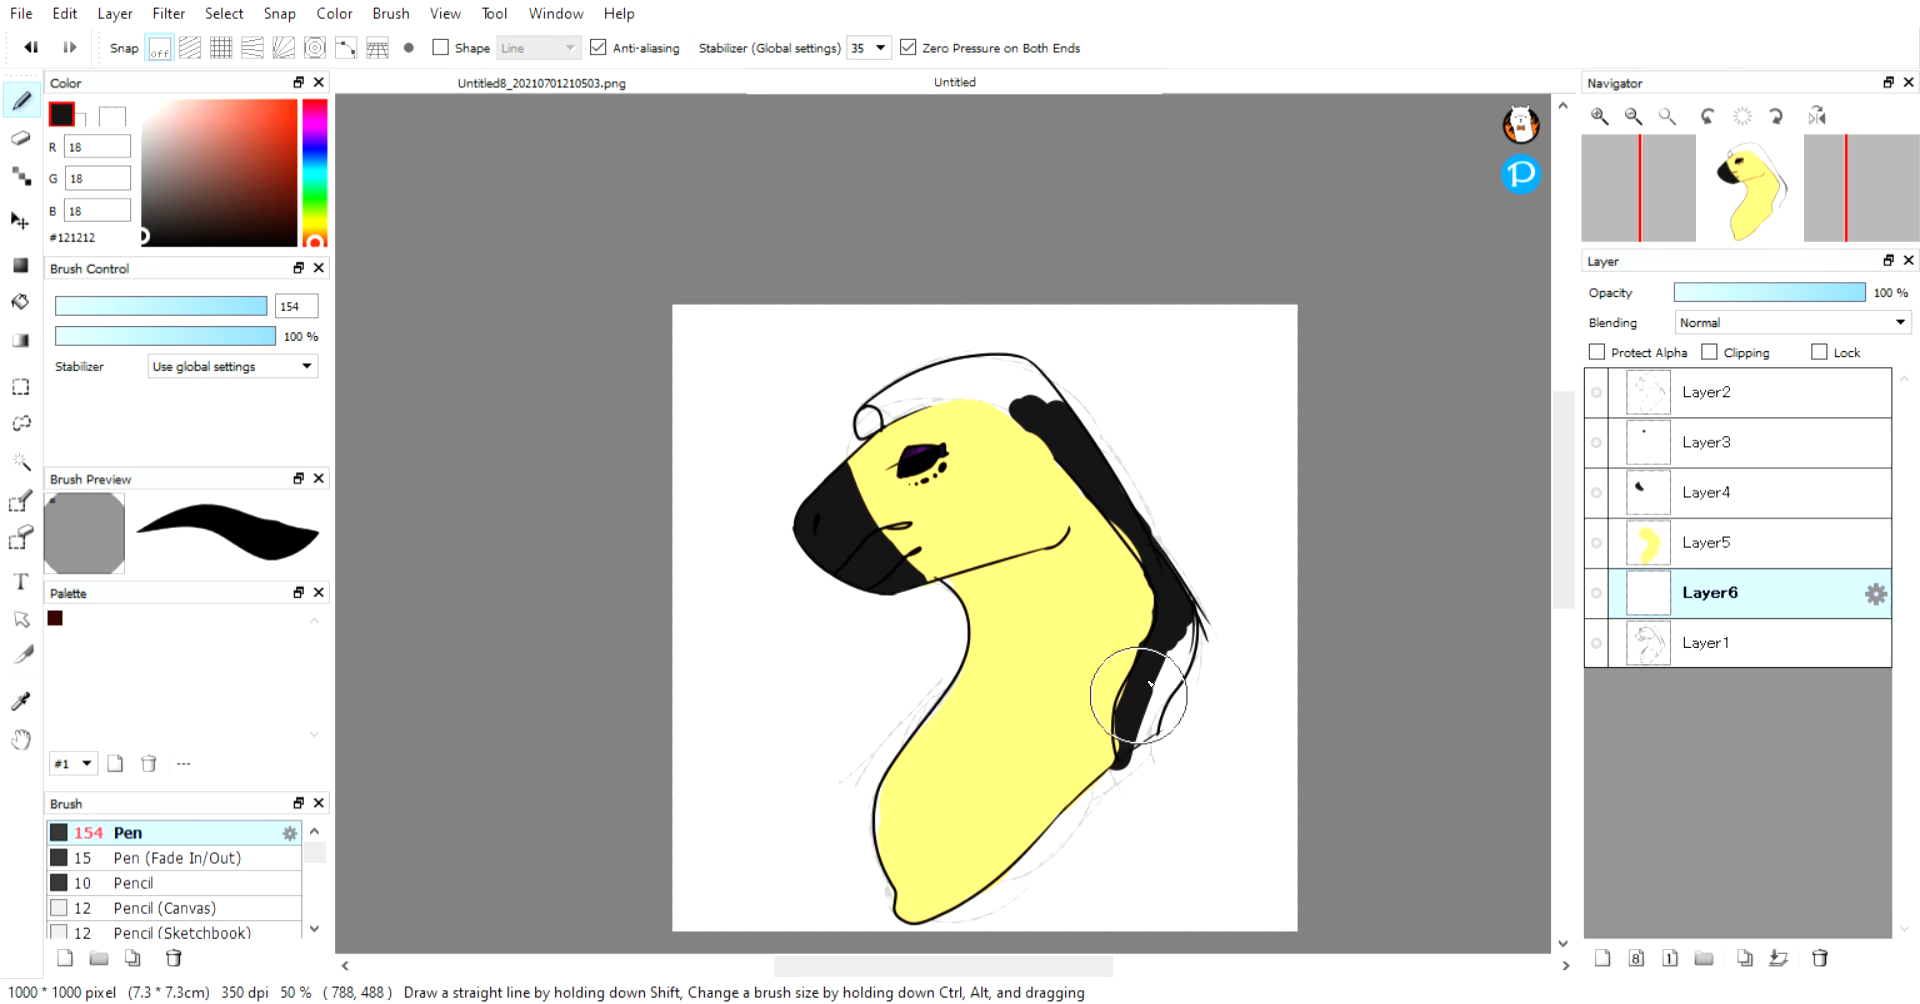 File Edit Layer Filter Select Snap Color Brush View Tool Window Help
Snap off Shape Line Anti-aliasing Stabilizer (Global settings) 35 Zero Pressure on Both Ends
Color
Untitled8_20210701210503.png
Untitled
Navigator
R 18
G 18
B 18
#121212
P
Brush Control
154
100 %
Stabilizer Use global settings
Layer
Opacity 100 %
Blending Normal
Protect Alpha Clipping Lock
Layer2
Layer3
Layer4
Layer5
Layer6
Layer1
Brush Preview
Palette
#1 ---
Brush
154 Pen
15 Pen (Fade In/Out)
10 Pencil
12 Pencil (Canvas)
12 Pencil (Sketchbook)
T
8 1
1000 * 1000 pixel (7.3 * 7.3cm) 350 dpi 50 % ( 788, 488 ) Draw a straight line by holding down Shift, Change a brush size by holding down Ctrl, Alt, and dragging